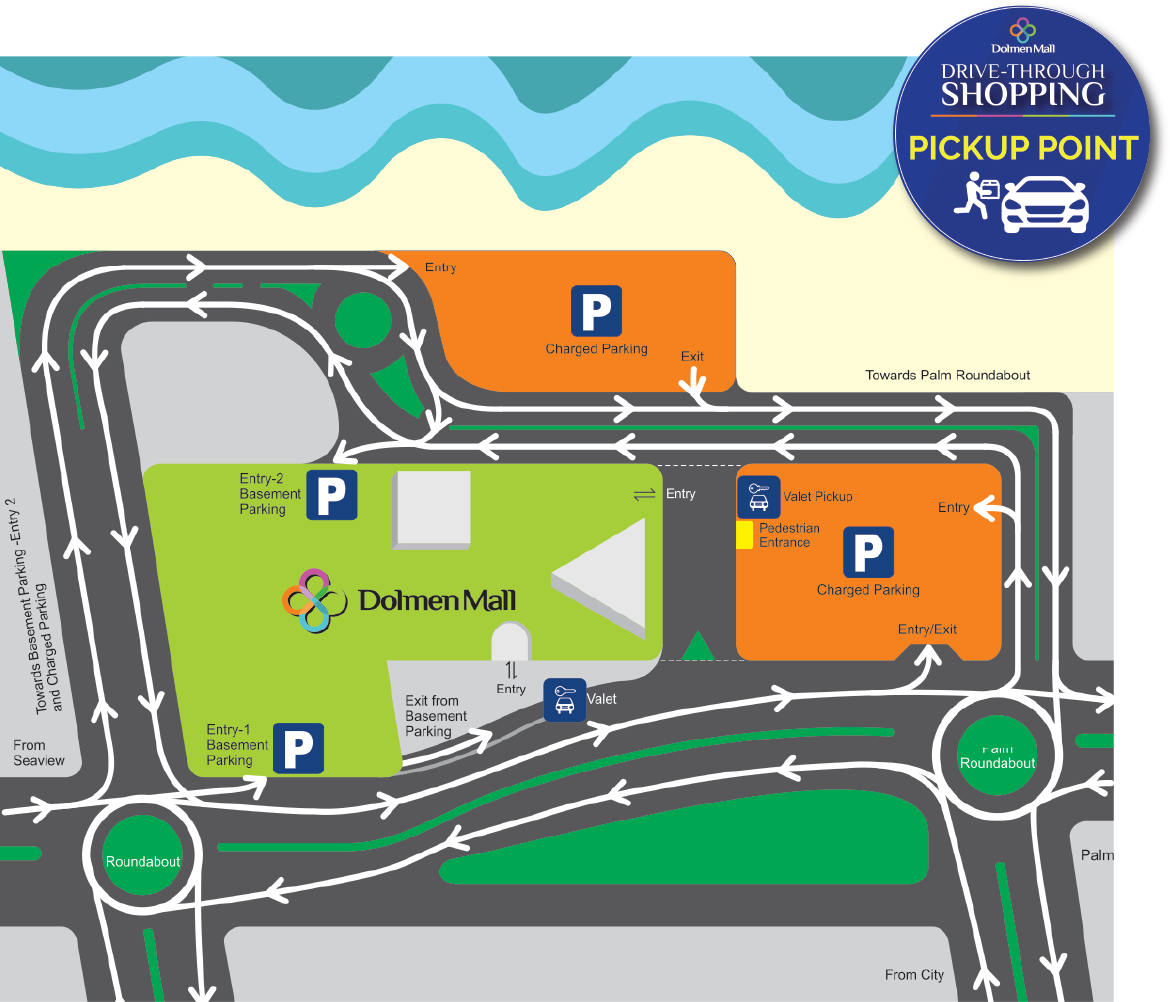 Dolmen Mall
DRIVE-THROUGH
SHOPPING
PICKUP POINT
Entry
P
Charged Parking
Exit
Towards Palm Roundabout
Entry-2
Basement
Parking
P
Entry
Valet Pickup
Pedestrian
Entrance
Entry
P
Charged Parking
Entry/Exit
Dolmen Mall
Towards Basement Parking -Entry 2
and Charged Parking
Entry
Valet
Exit from
Basement
Parking
Entry-1
Basement
Parking
P
From
Seaview
Roundabout
Roundabout
Palm
From City